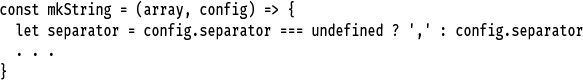 const mkString = (array, config) => {
  let separator = config.separator === undefined ? ',' : config.separator
  . . .
}